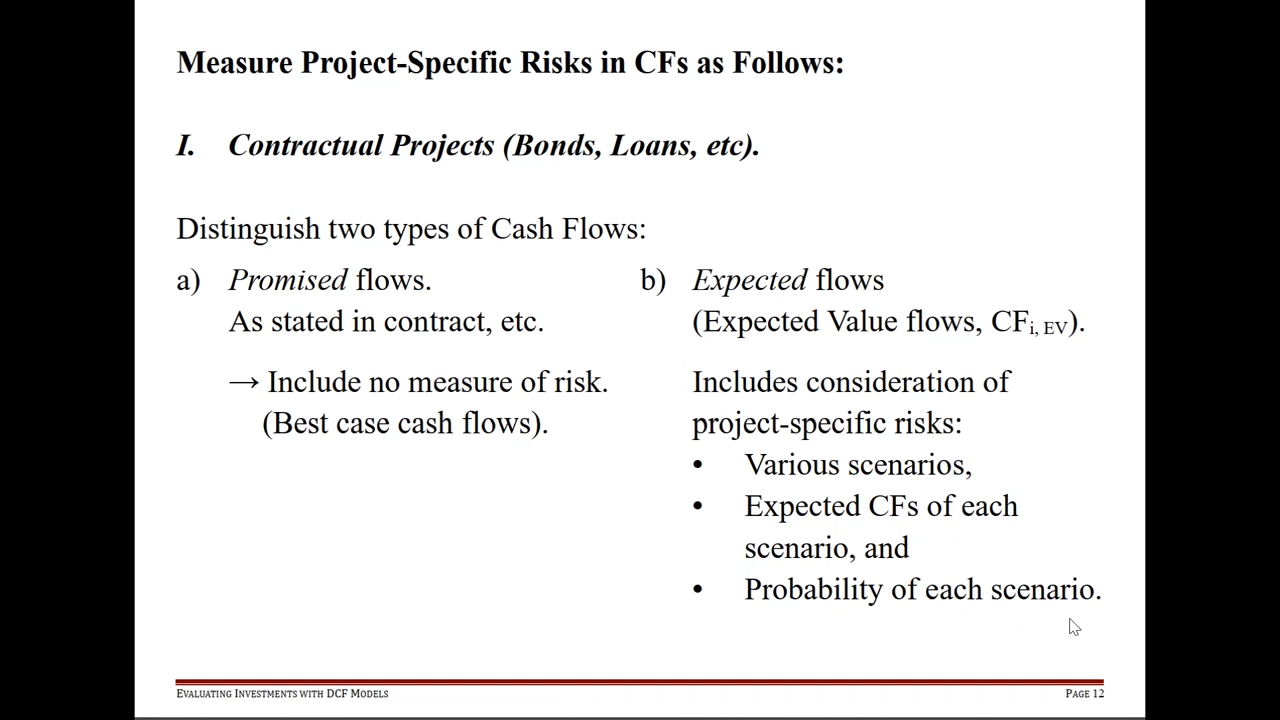 Measure Project-Specific Risks in CFs as Follows:
I. Contractual Projects (Bonds, Loans, etc).
Distinguish two types of Cash Flows:
a) Promised flows.
As stated in contract, etc.
→ Include no measure of risk.
(Best case cash flows).
b) Expected flows
(Expected Value flows, CFi, EV).
Includes consideration of
project-specific risks:
• Various scenarios,
• Expected CFs of each
scenario, and
• Probability of each scenario.
EVALUATING INVESTMENTS WITH DCF MODELS
PAGE 12